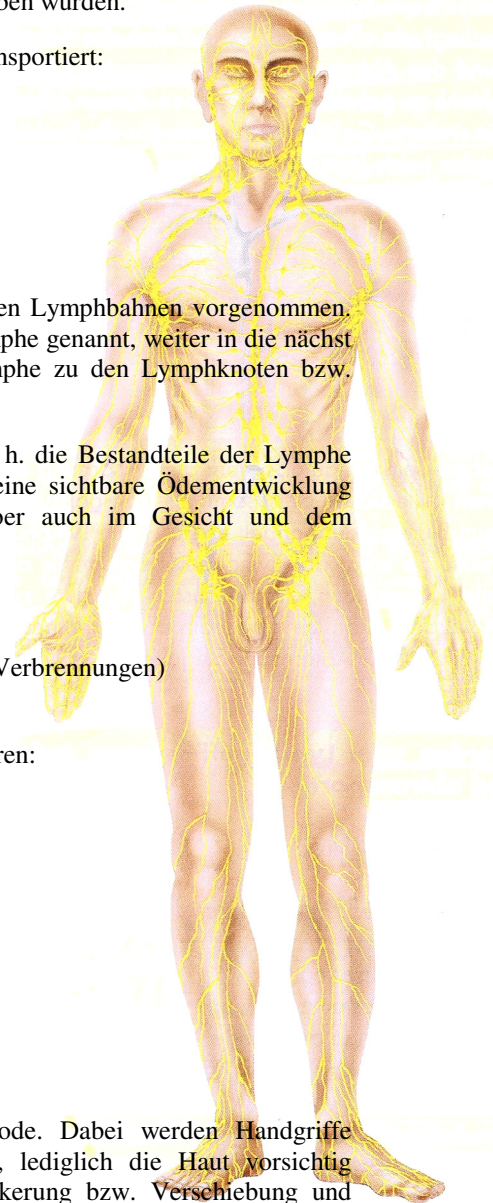 ben wurden.
nsportiert:
en Lymphbahnen vorgenommen.
phe genannt, weiter in die nächst
nphe zu den Lymphknoten bzw.
h. die Bestandteile der Lymphe
eine sichtbare Ödementwicklung
ber auch im Gesicht und dem
Verbrennungen)
ren:
ode. Dabei werden Handgriffe
, lediglich die Haut vorsichtig
kerung bzw. Verschiebung und